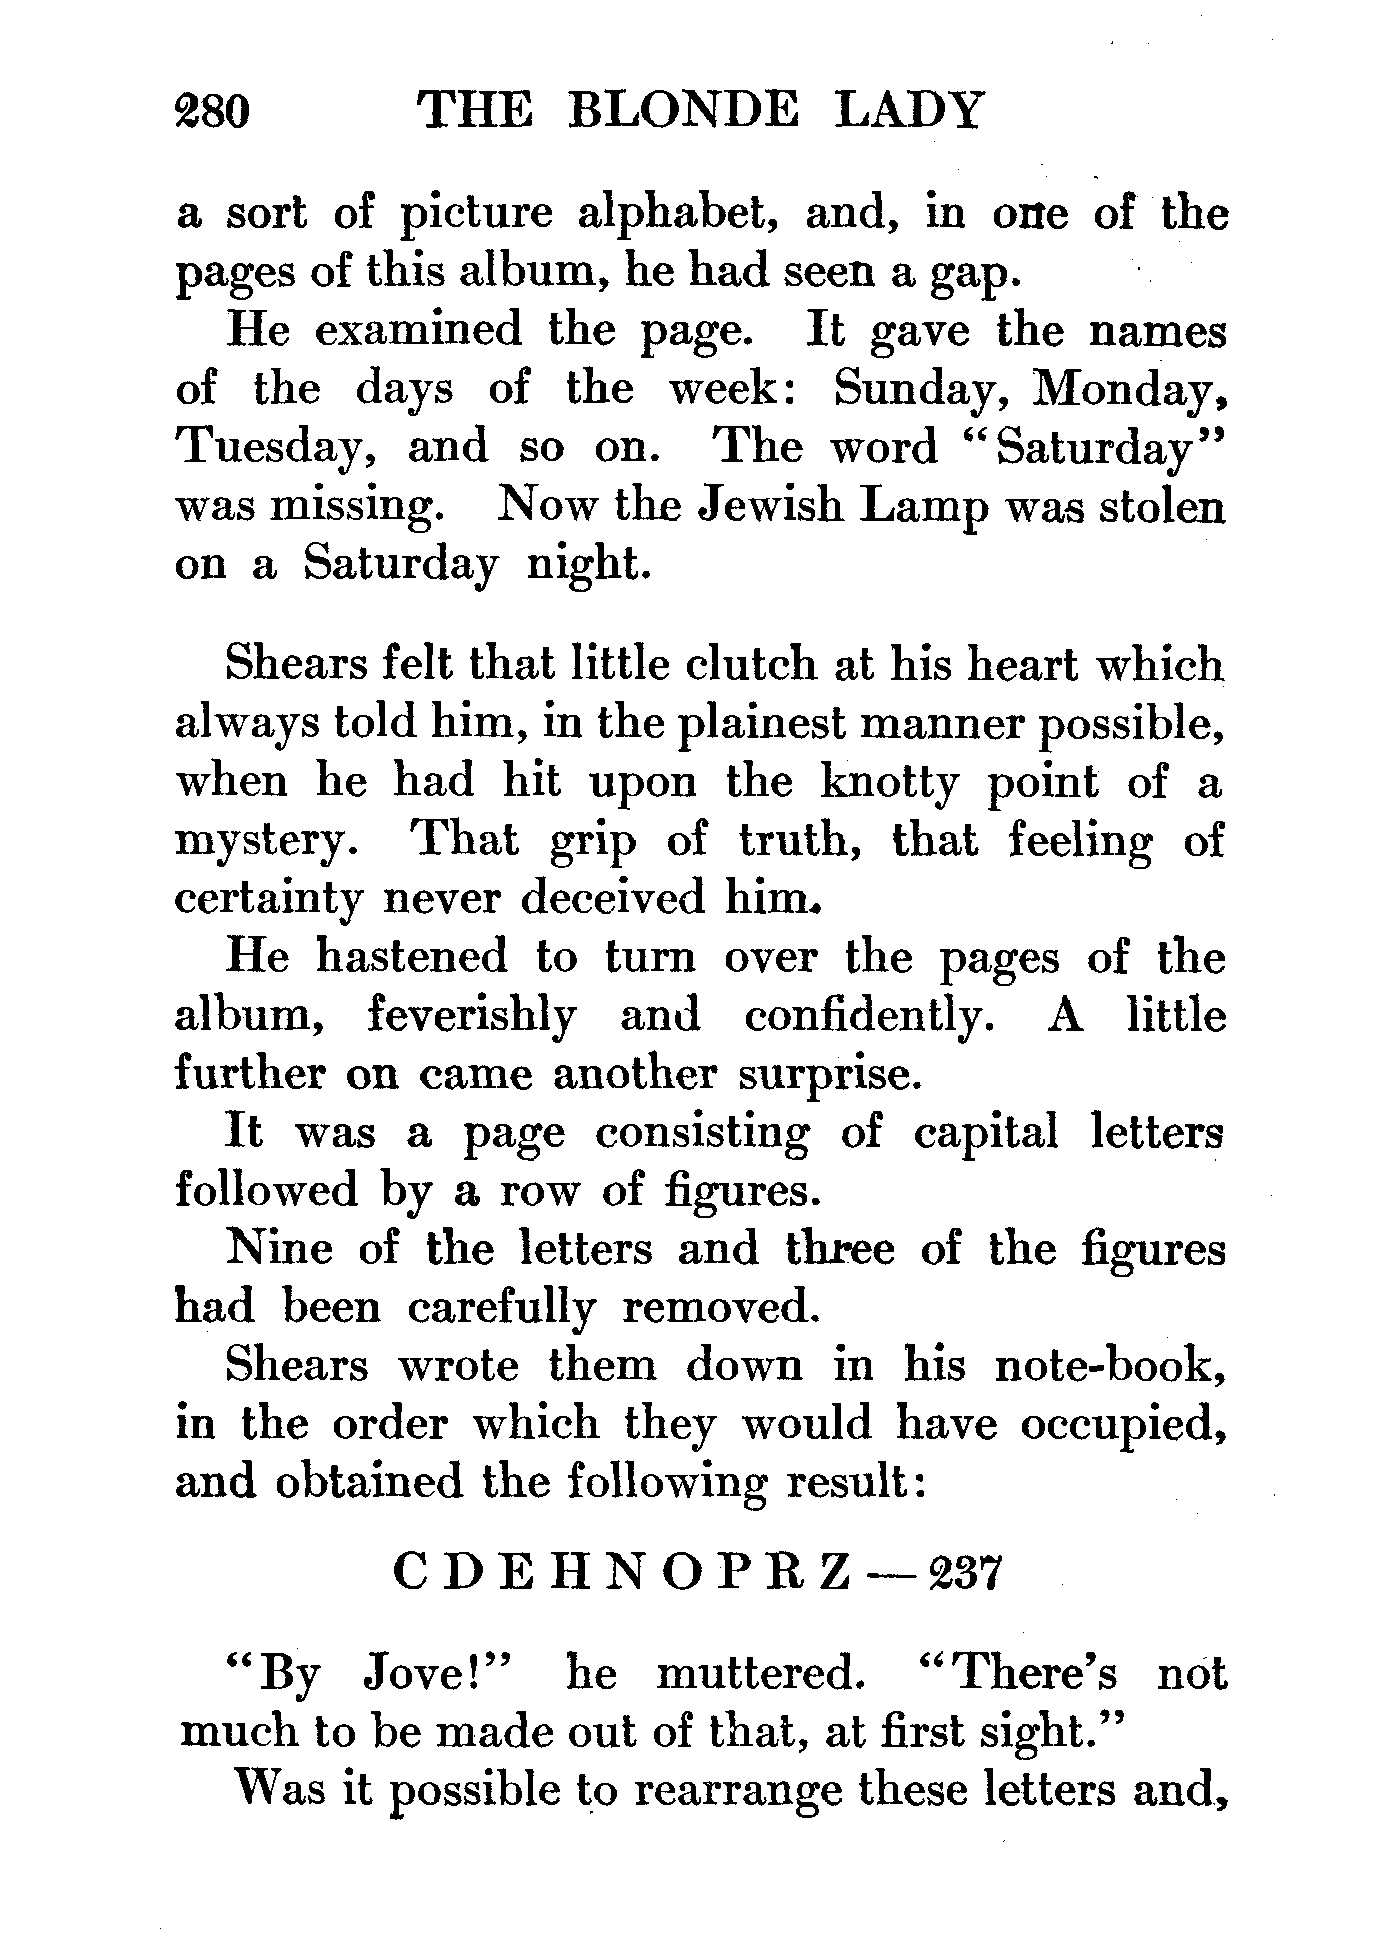 280 THE BLONDE LADY
a sort of picture alphabet, and, in one of the
pages of this album, he had seen a gap.
He examined the page. It gave the names
of the days of the week: Sunday, Monday,
Tuesday, and so on. The word "Saturday"
was missing. Now the Jewish Lamp was stolen
on a Saturday night.
Shears felt that little clutch at his heart which
always told him, in the plainest manner possible,
when he had hit upon the knotty point of a
mystery. That grip of truth, that feeling of
certainty never deceived him.
He hastened to turn over the pages of the
album, feverishly and confidently. A little
further on came another surprise.
It was a page consisting of capital letters
followed by a row of figures.
Nine of the letters and three of the figures
had been carefully removed.
Shears wrote them down in his note-book,
in the order which they would have occupied,
and obtained the following result:
C D E H N O P R Z — 237
"By Jove!" he muttered. "There's not
much to be made out of that, at first sight."
Was it possible to rearrange these letters and,